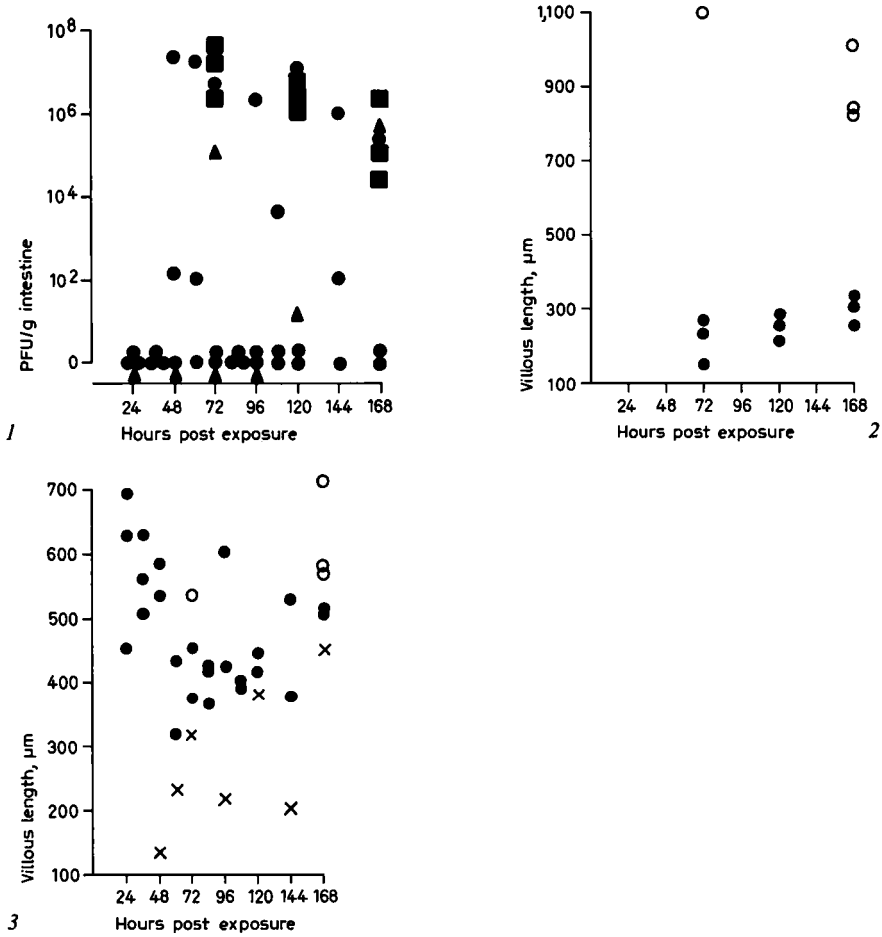 10⁸
10⁶
10⁴
10²
0
PFU/g intestine
24 48 72 96 120 144 168
Hours post exposure
1
1,100
900
700
500
300
100
Villous length, µm
24 48 72 96 120 144 168
Hours post exposure
2
700
600
500
400
300
200
100
Villous length, µm
24 48 72 96 120 144 168
Hours post exposure
3